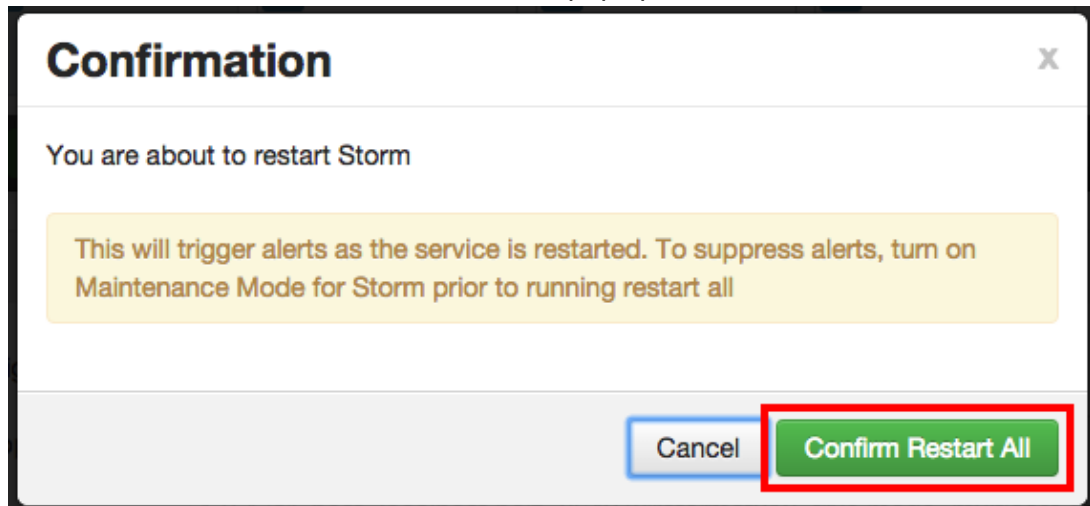 Confirmation
x
You are about to restart Storm
This will trigger alerts as the service is restarted. To suppress alerts, turn on
Maintenance Mode for Storm prior to running restart all
Cancel
Confirm Restart All